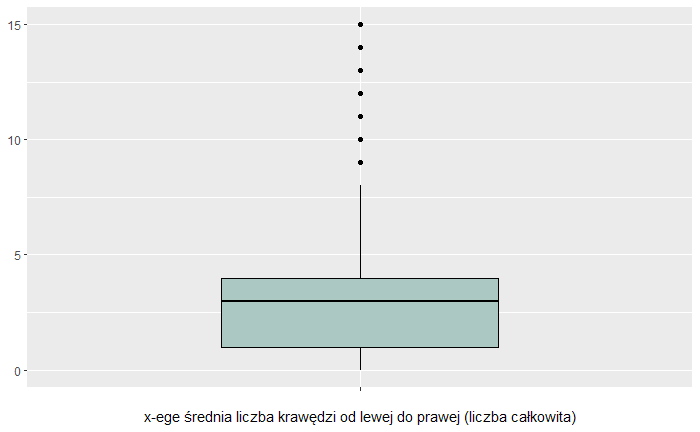 15
10
5
0
x-ege średnia liczba krawędzi od lewej do prawej (liczba całkowita)